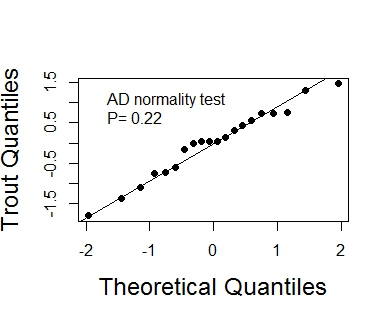 AD normality test
P= 0.22
Trout Quantiles
1.5
0.5
-0.5
-1.5
-2 -1 0 1 2
Theoretical Quantiles